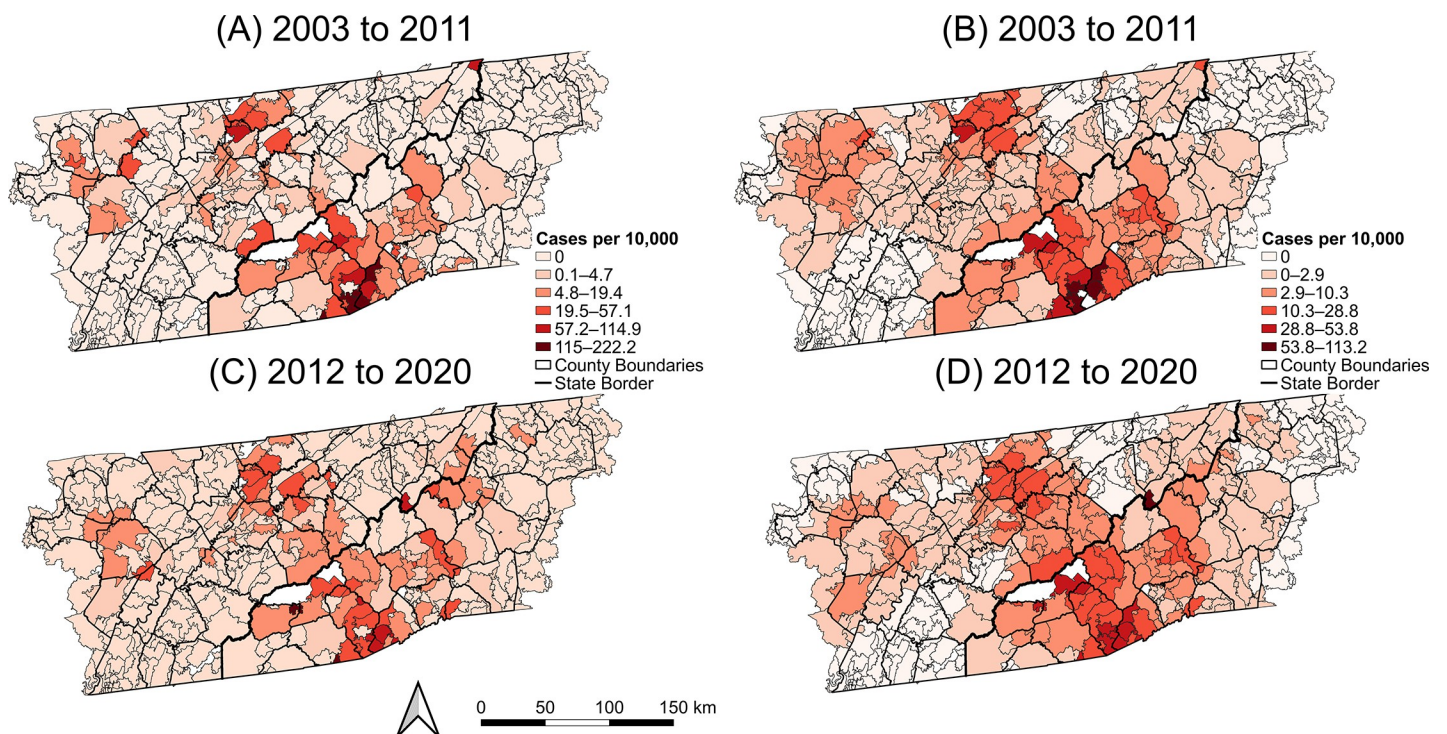 (A) 2003 to 2011
(B) 2003 to 2011
Cases per 10,000
0
0.1–4.7
4.8–19.4
19.5–57.1
57.2–114.9
115–222.2
County Boundaries
State Border
Cases per 10,000
0
0–2.9
2.9–10.3
10.3–28.8
28.8–53.8
53.8–113.2
County Boundaries
State Border
(C) 2012 to 2020
(D) 2012 to 2020
0 50 100 150 km